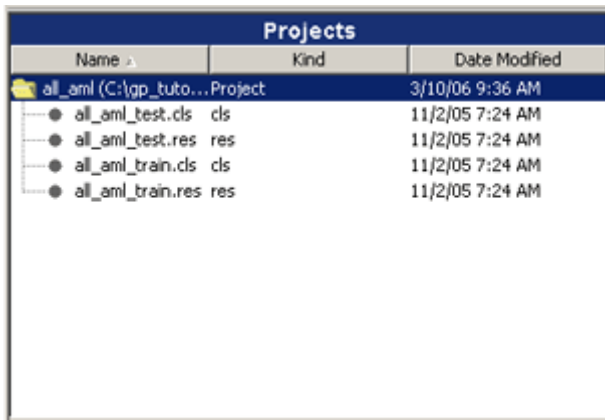 Projects
Name Kind Date Modified
all_aml (C:\gp_tuto... Project 3/10/06 9:36 AM
all_aml_test.cls cls 11/2/05 7:24 AM
all_aml_test.res res 11/2/05 7:24 AM
all_aml_train.cls cls 11/2/05 7:24 AM
all_aml_train.res res 11/2/05 7:24 AM